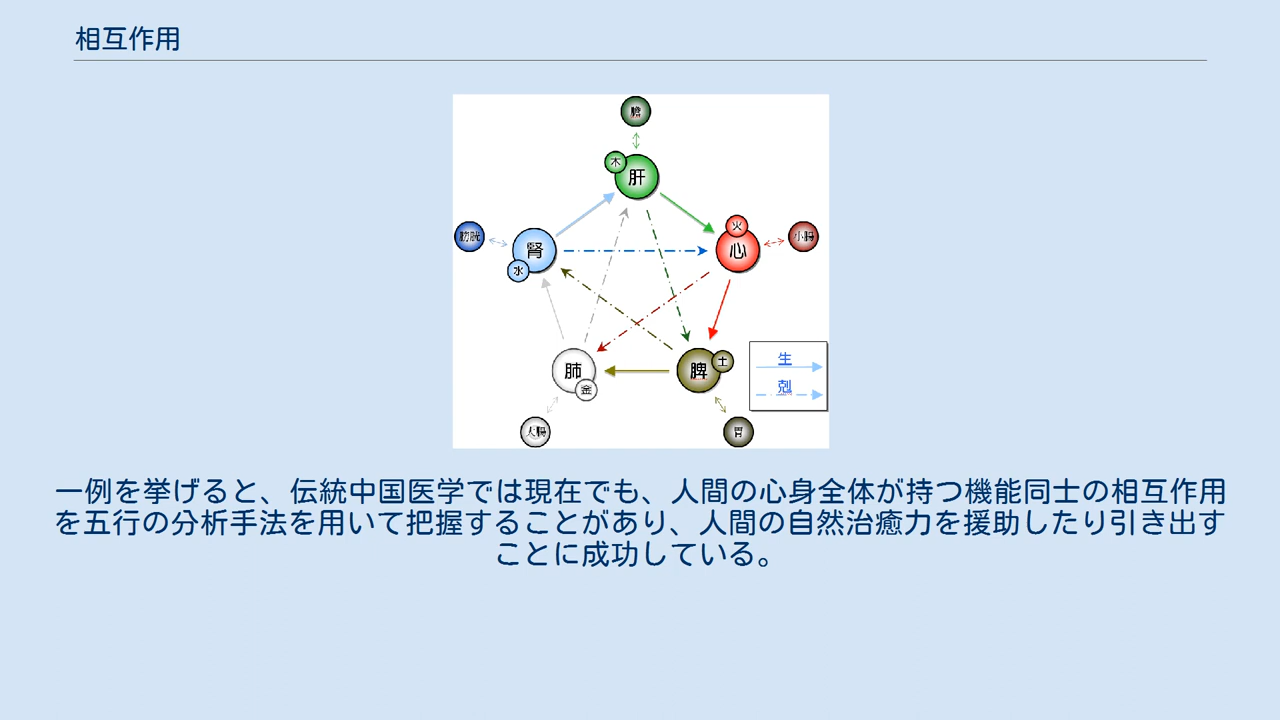 相互作用
膽
木
肝
火
心
小腸
膀胱
腎
水
土
脾
肺
金
生
剋
大腸
胃
一例を挙げると、伝統中国医学では現在でも、人間の心身全体が持つ機能同士の相互作用
を五行の分析手法を用いて把握することがあり、人間の自然治癒力を援助したり引き出す
ことに成功している。